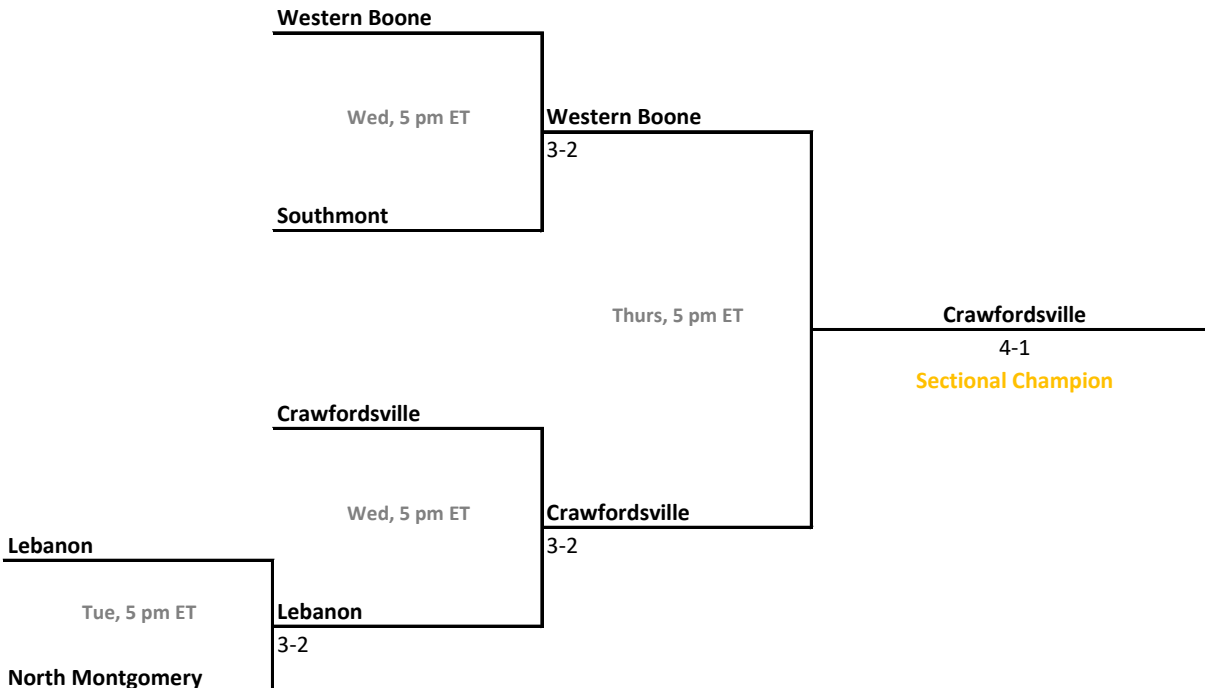 Western Boone
Wed, 5 pm ET
Western Boone
3-2
Southmont
Thurs, 5 pm ET
Crawfordsville
4-1
Sectional Champion
Crawfordsville
Wed, 5 pm ET
Crawfordsville
3-2
Lebanon
Tue, 5 pm ET
Lebanon
3-2
North Montgomery